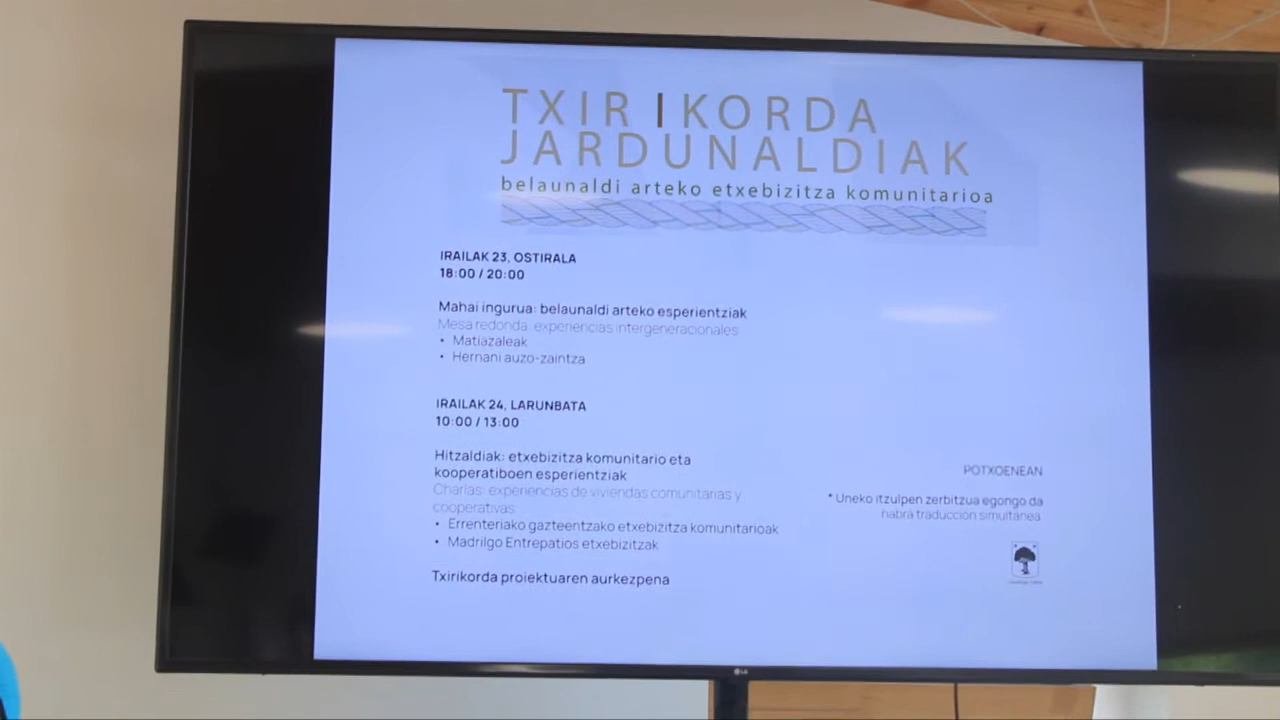 TXIRIKORDA
JARDUNALDIAK
belaunaldi arteko etxebizitza komunitarioa
IRAILAK 23, OSTIRALA
18:00 / 20:00
Mahai ingurua: belaunaldi arteko esperientziak
Mesa redonda: experiencias intergeneracionales
• Matiazaleak
• Hernani auzo-zaintza
IRAILAK 24, LARUNBATA
10:00 / 13:00
Hitzaldiak: etxebizitza komunitario eta
kooperatiboen esperientziak
Charlas: experiencias de viviendas comunitarias y
cooperativas
• Errenteriako gazteentzako etxebizitza komunitarioak
• Madrilgo Entrepatios etxebizitzak
Txirikorda proiektuaren aurkezpena
POTXOENEAN
* Uneko itzulpen zerbitzua egongo da
habrá traducción simultánea
LG